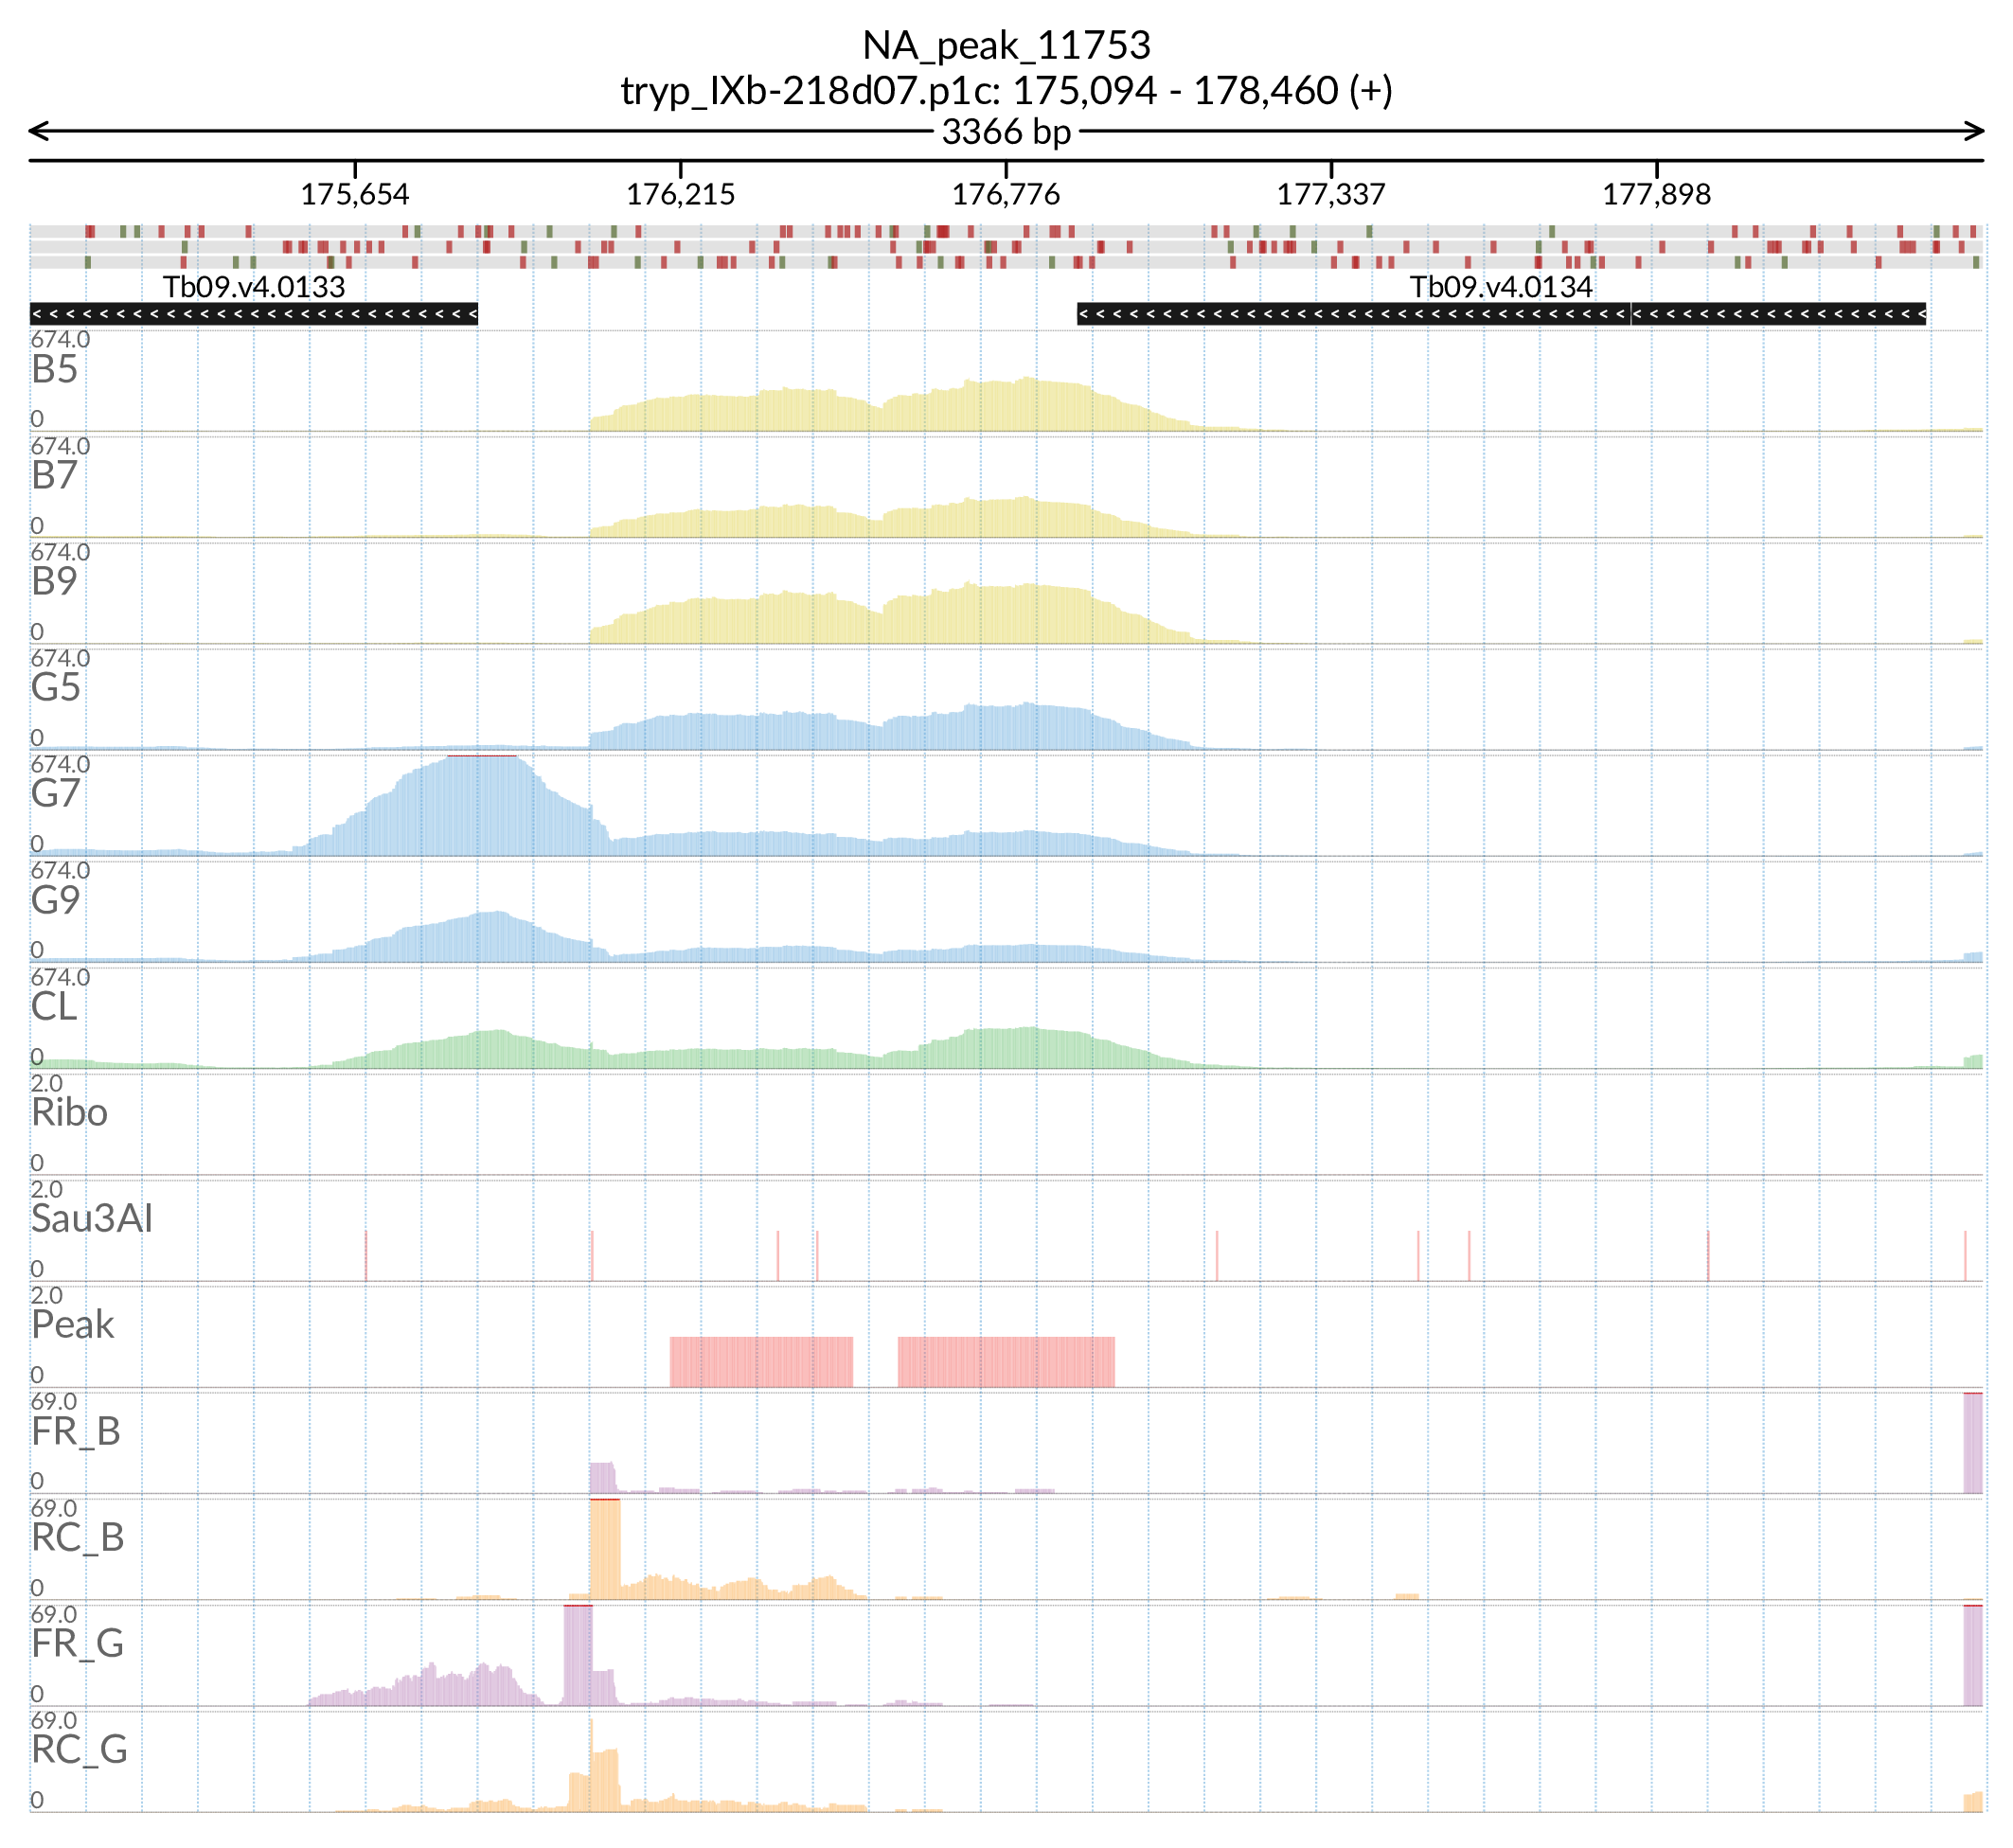 NA_peak_11753
tryp_IXb-218d07.p1c: 175,094 - 178,460 (+)
3366 bp
175,654 176,215 176,776 177,337 177,898
Tb09.v4.0133 Tb09.v4.0134
674.0
B5
0
674.0
B7
0
674.0
B9
0
674.0
G5
0
674.0
G7
0
674.0
G9
0
674.0
CL
0
2.0
Ribo
0
2.0
Sau3AI
0
2.0
Peak
0
69.0
FR_B
0
69.0
RC_B
0
69.0
FR_G
0
69.0
RC_G
0